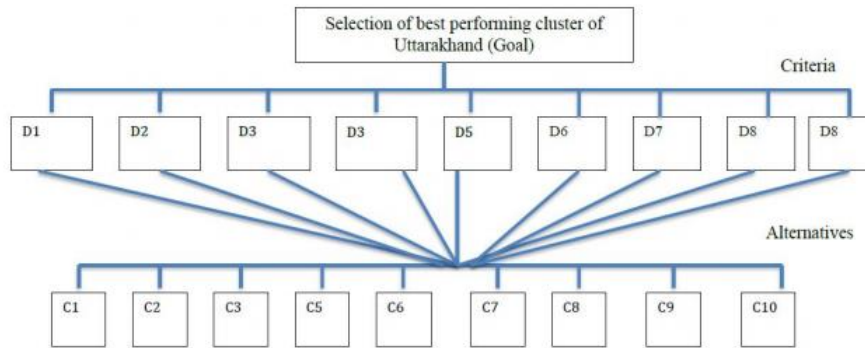 Selection of best performing cluster of
Uttarakhand (Goal)
Criteria
D1 D2 D3 D3 D5 D6 D7 D8 D8
Alternatives
C1 C2 C3 C5 C6 C7 C8 C9 C10